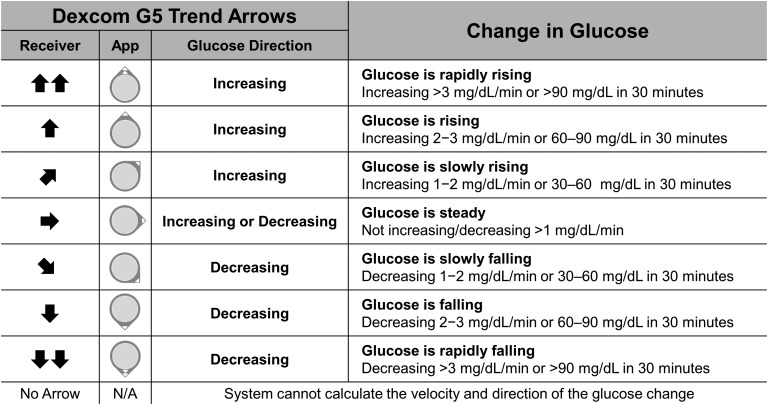 Dexcom G5 Trend Arrows
Change in Glucose
Receiver
App
Glucose Direction
Increasing
Glucose is rapidly rising
Increasing >3 mg/dL/min or >90 mg/dL in 30 minutes
Increasing
Glucose is rising
Increasing 2−3 mg/dL/min or 60–90 mg/dL in 30 minutes
Increasing
Glucose is slowly rising
Increasing 1−2 mg/dL/min or 30–60 mg/dL in 30 minutes
Increasing or Decreasing
Glucose is steady
Not increasing/decreasing >1 mg/dL/min
Decreasing
Glucose is slowly falling
Decreasing 1−2 mg/dL/min or 30–60 mg/dL in 30 minutes
Decreasing
Glucose is falling
Decreasing 2−3 mg/dL/min or 60–90 mg/dL in 30 minutes
Decreasing
Glucose is rapidly falling
Decreasing >3 mg/dL/min or >90 mg/dL in 30 minutes
No Arrow
N/A
System cannot calculate the velocity and direction of the glucose change